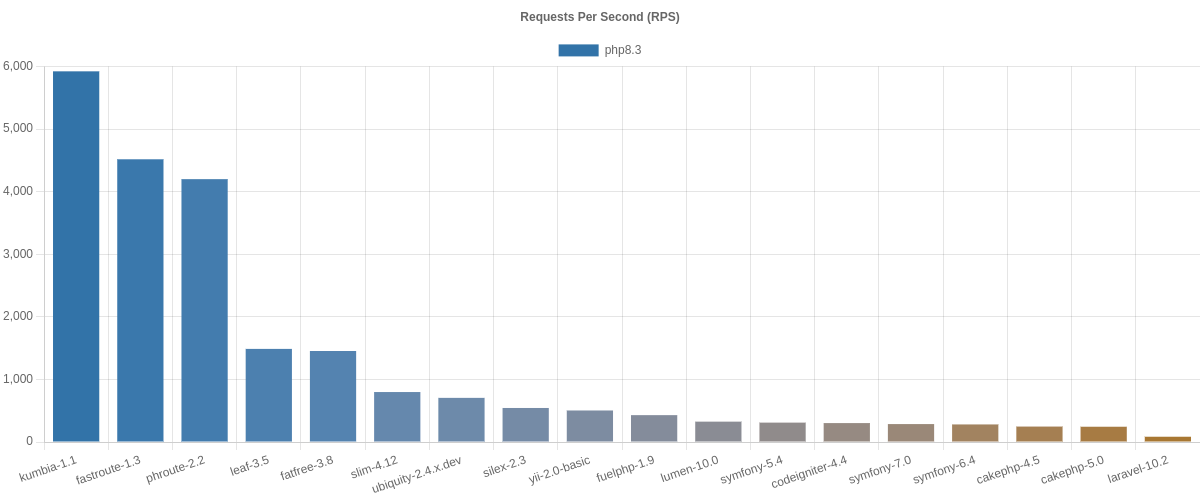 Requests Per Second (RPS)
php8.3
6,000
5,000
4,000
3,000
2,000
1,000
0
kumbia-1.1
fastroute-1.3
phroute-2.2
leaf-3.5
fatfree-3.8
slim-4.12
ubiquity-2.4.x.dev
silex-2.3
yii-2.0-basic
fuelphp-1.9
lumen-10.0
symfony-5.4
codeigniter-4.4
symfony-7.0
symfony-6.4
cakephp-4.5
cakephp-5.0
laravel-10.2